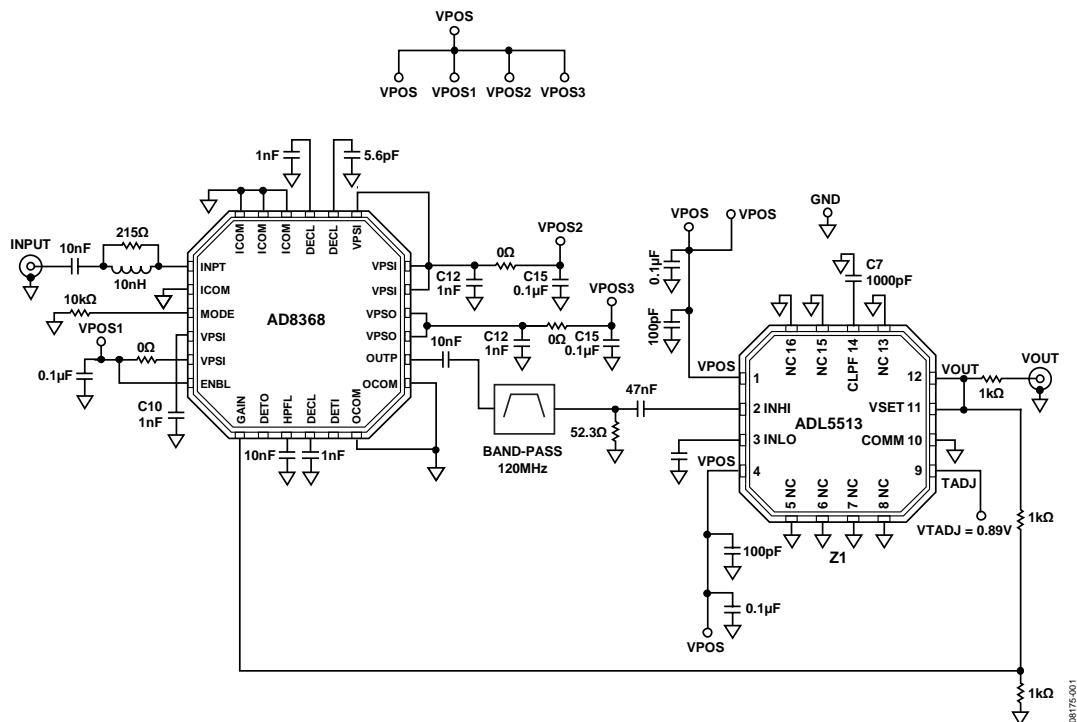 VPOS
VPOS VPOS1 VPOS2 VPOS3
1nF 5.6pF
GND
VPOS VPOS
INPUT 10nF 215Ω 10nH
ICOM ICOM ICOM DECL DECL VPSI
VPOS2
0Ω
C12 1nF
C15 0.1µF
VPOS3
0Ω
C12 1nF
C15 0.1µF
INPT
ICOM
MODE
VPSI
VPSI
ENBL
AD8368
VPSI
VPSI
VPSO
VPSO
OUTP
OCOM
10kΩ
VPOS1
0Ω
0.1µF
C10 1nF
GAIN DETO HPFL DECL DETI OCOM
10nF 1nF
10nF
BAND-PASS
120MHz
52.3Ω
47nF
0.1µF
100pF
C7
1000pF
NC 16 NC 15 CLPF 14 NC 13
VPOS
1
2 INHI
3 INLO
VPOS
4
ADL5513
12
VSET 11
COMM 10
9
VOUT
VOUT
1kΩ
TADJ
VTADJ = 0.89V
5 NC 6 NC 7 NC 8 NC
Z1
100pF
0.1µF
VPOS
1kΩ
1kΩ
08175-001